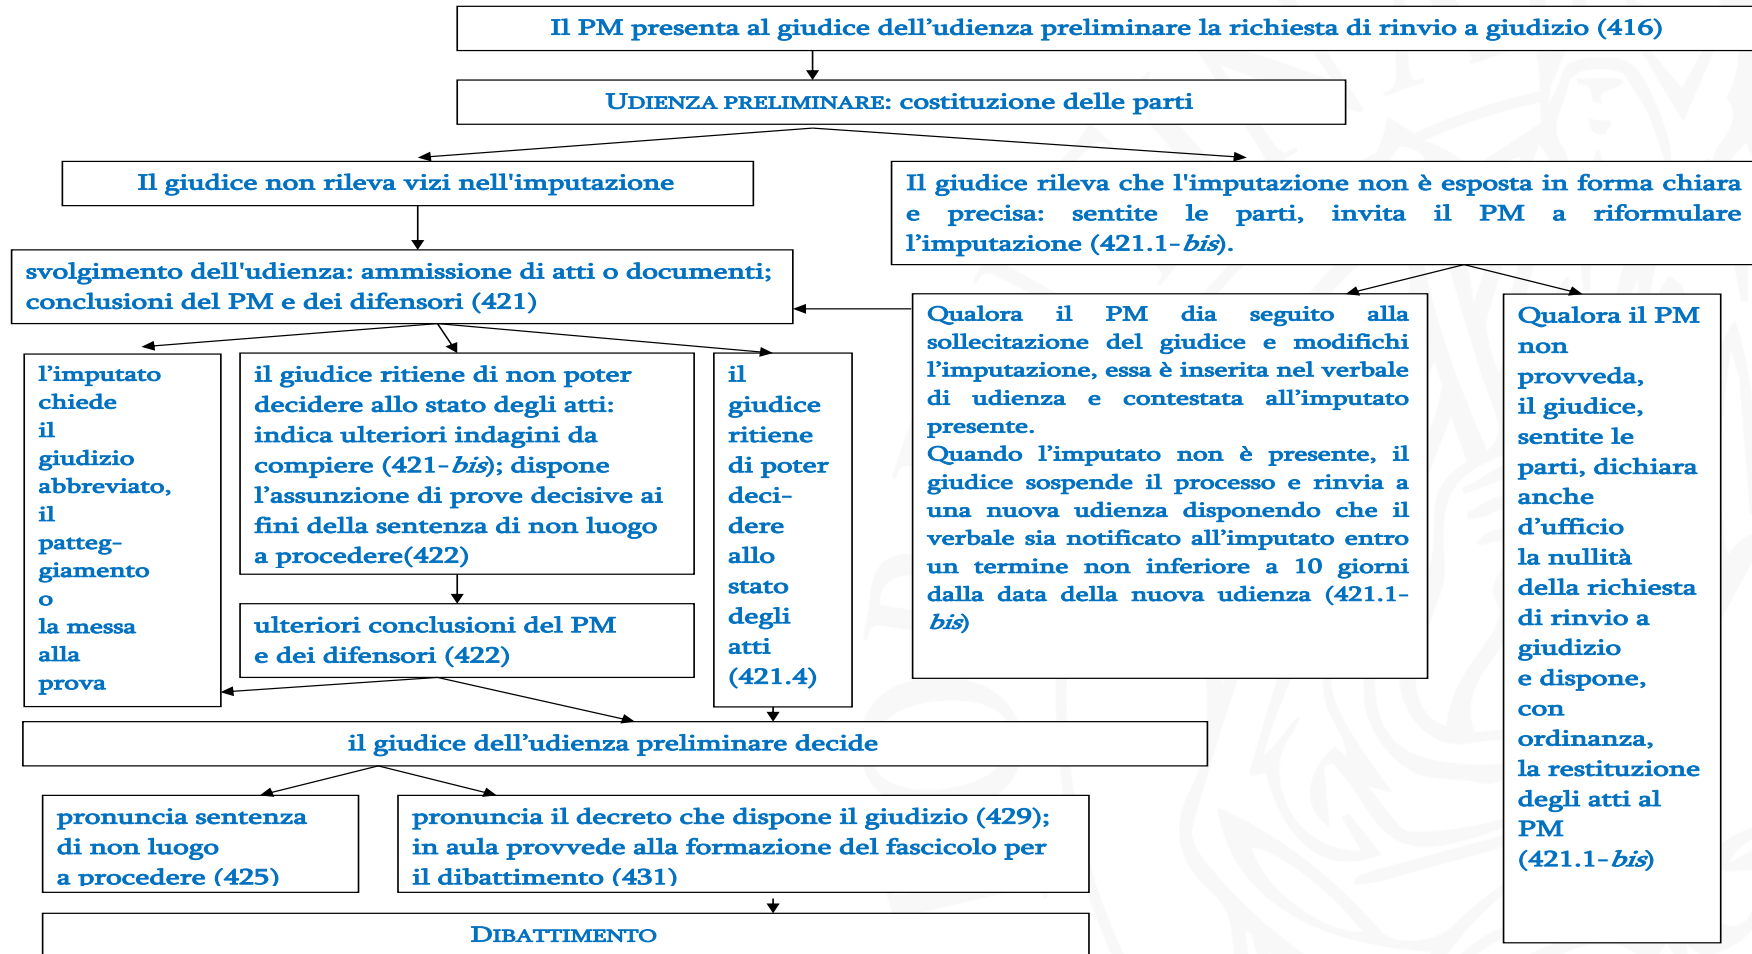 Il PM presenta al giudice dell’udienza preliminare la richiesta di rinvio a giudizio (416)
UDIENZA PRELIMINARE: costituzione delle parti
Il giudice non rileva vizi nell'imputazione
Il giudice rileva che l'imputazione non è esposta in forma chiara
e precisa: sentite le parti, invita il PM a riformulare
l’imputazione (421.1-bis).
svolgimento dell'udienza: ammissione di atti o documenti;
conclusioni del PM e dei difensori (421)
Qualora il PM dia seguito alla
sollecitazione del giudice e modifichi
l’imputazione, essa è inserita nel verbale
di udienza e contestata all’imputato
presente.
Quando l’imputato non è presente, il
giudice sospende il processo e rinvia a
una nuova udienza disponendo che il
verbale sia notificato all’imputato entro
un termine non inferiore a 10 giorni
dalla data della nuova udienza (421.1-
bis)
Qualora il PM
non
provveda,
il giudice,
sentite le
parti, dichiara
anche
d’ufficio
la nullità
della richiesta
di rinvio a
giudizio
e dispone,
con
ordinanza,
la restituzione
degli atti al
PM
(421.1-bis)
l’imputato
chiede
il
giudizio
abbreviato,
il
patteg-
giamento
o
la messa
alla
prova
il giudice ritiene di non poter
decidere allo stato degli atti:
indica ulteriori indagini da
compiere (421-bis); dispone
l’assunzione di prove decisive ai
fini della sentenza di non luogo
a procedere(422)
il
giudice
ritiene
di poter
deci-
dere
allo
stato
degli
atti
(421.4)
ulteriori conclusioni del PM
e dei difensori (422)
il giudice dell’udienza preliminare decide
pronuncia sentenza
di non luogo
a procedere (425)
pronuncia il decreto che dispone il giudizio (429);
in aula provvede alla formazione del fascicolo per
il dibattimento (431)
DIBATTIMENTO